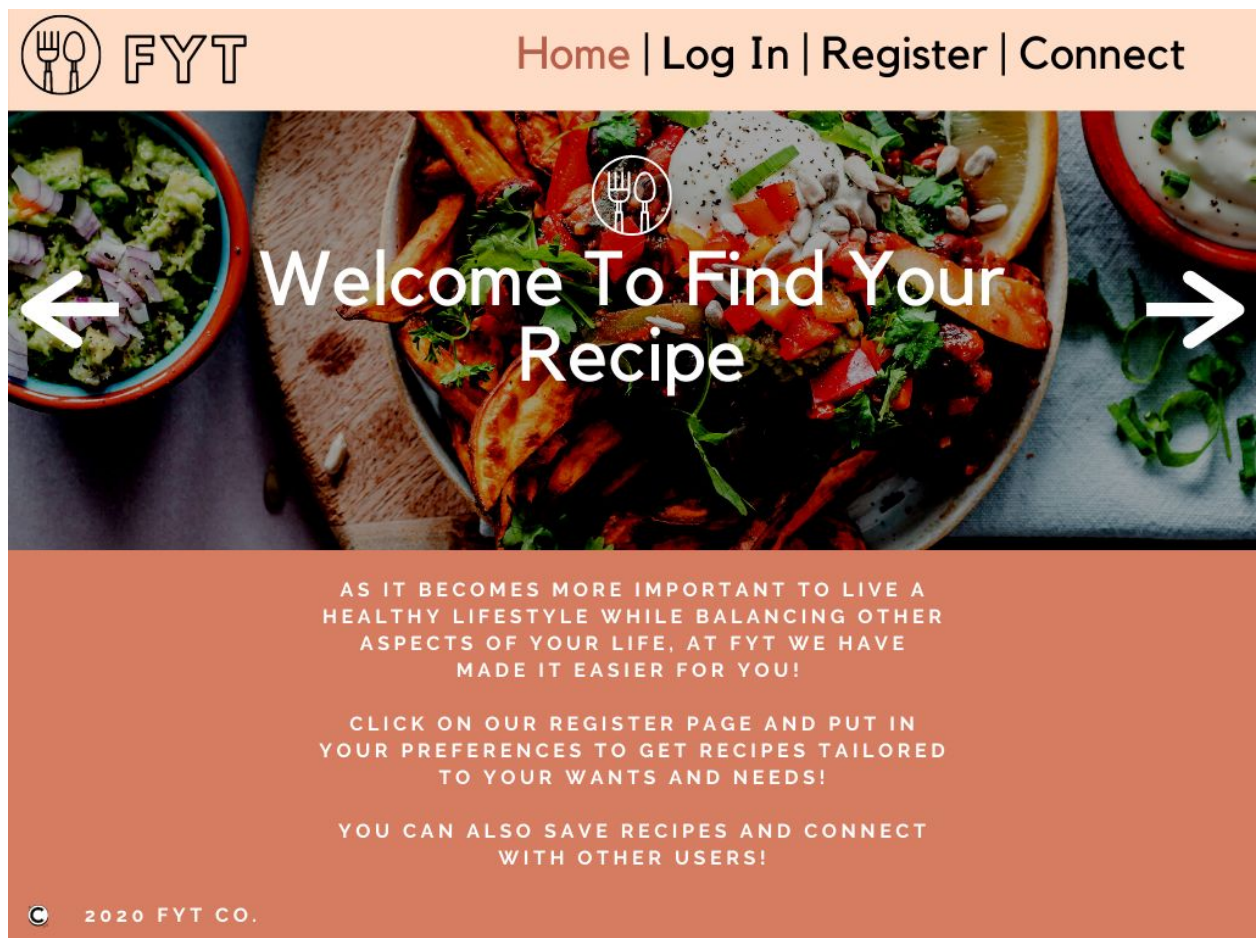 FYT
Home | Log In | Register | Connect
Welcome To Find Your
Recipe
AS IT BECOMES MORE IMPORTANT TO LIVE A
HEALTHY LIFESTYLE WHILE BALANCING OTHER
ASPECTS OF YOUR LIFE, AT FYT WE HAVE
MADE IT EASIER FOR YOU!
CLICK ON OUR REGISTER PAGE AND PUT IN
YOUR PREFERENCES TO GET RECIPES TAILORED
TO YOUR WANTS AND NEEDS!
YOU CAN ALSO SAVE RECIPES AND CONNECT
WITH OTHER USERS!
© 2020 FYT CO.